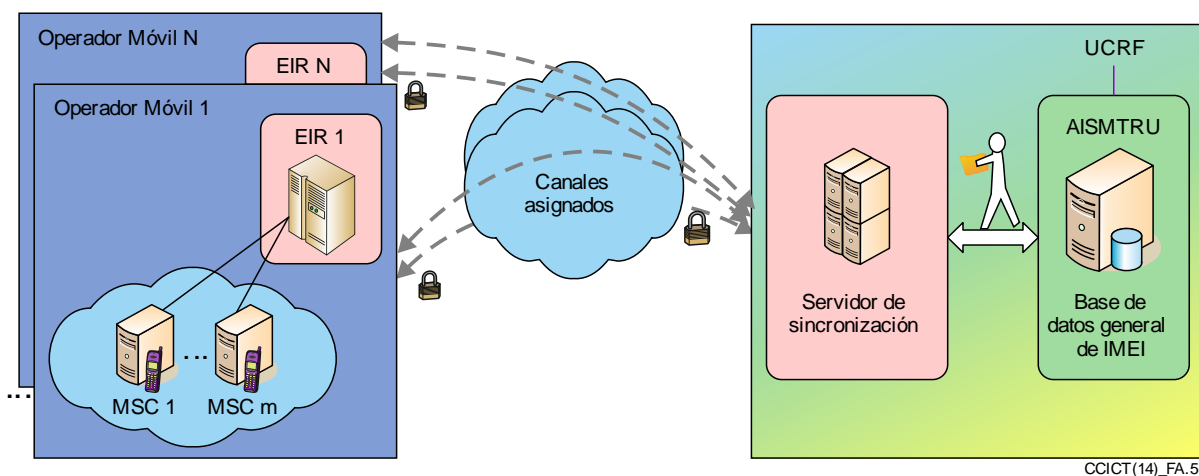 Operador Móvil N
EIR N
Operador Móvil 1
EIR 1
MSC 1
...
MSC m
...
Canales
asignados
UCRF
AISMTRU
Servidor de
sincronización
Base de
datos general
de IMEI
CCICT(14)_FA.5